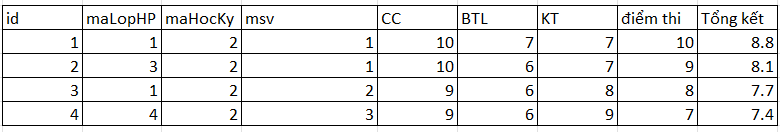 id maLopHP maHocKy msv CC BTL KT điểm thi Tổng kết
1 1 2 1 10 7 7 10 8.8
2 3 2 1 10 6 7 9 8.1
3 1 2 2 9 6 8 8 7.7
4 4 2 3 9 6 9 7 7.4